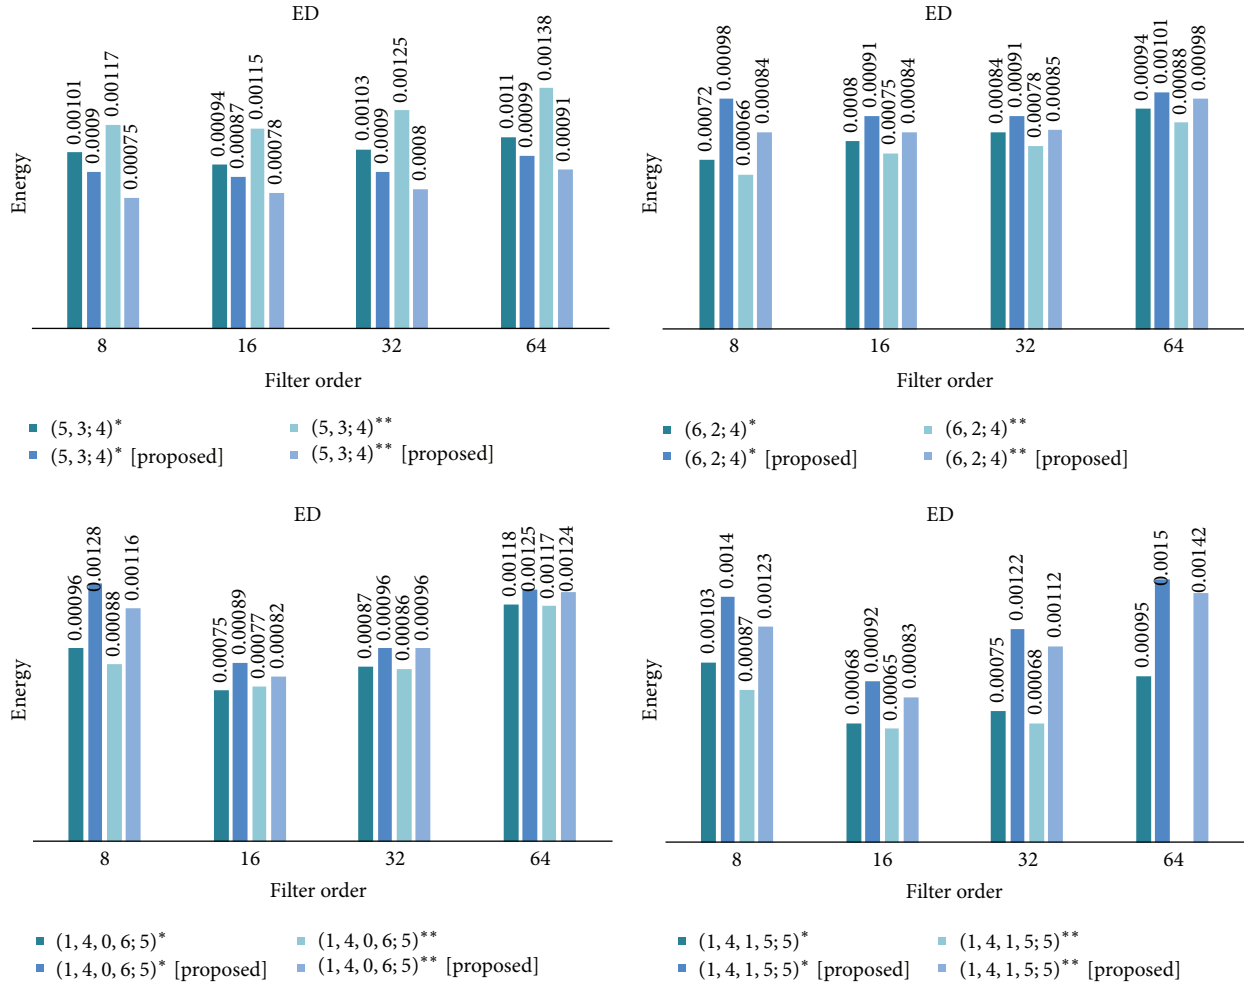 ED
0.00101
0.0009
0.00117
0.00075
0.00094
0.00087
0.00115
0.00078
0.00103
0.0009
0.00125
0.0008
0.0011
0.00099
0.00138
0.00091
Energy
8 16 32 64
Filter order
(5, 3; 4)*
(5, 3; 4)* [proposed]
(5, 3; 4)**
(5, 3; 4)** [proposed]
ED
0.00072
0.00098
0.00066
0.00084
0.0008
0.00091
0.00075
0.00084
0.00084
0.00091
0.00078
0.00085
0.00094
0.00101
0.00088
0.00098
Energy
8 16 32 64
Filter order
(6, 2; 4)*
(6, 2; 4)* [proposed]
(6, 2; 4)**
(6, 2; 4)** [proposed]
ED
0.00096
0.00128
0.00088
0.00116
0.00075
0.00089
0.00077
0.00082
0.00087
0.00096
0.00086
0.00096
0.00118
0.00125
0.00117
0.00124
Energy
8 16 32 64
Filter order
(1, 4, 0, 6; 5)*
(1, 4, 0, 6; 5)* [proposed]
(1, 4, 0, 6; 5)**
(1, 4, 0, 6; 5)** [proposed]
ED
0.00103
0.0014
0.00087
0.00123
0.00068
0.00092
0.00065
0.00083
0.00075
0.00122
0.00068
0.00112
0.00095
0.0015
0.00142
Energy
8 16 32 64
Filter order
(1, 4, 1, 5; 5)*
(1, 4, 1, 5; 5)* [proposed]
(1, 4, 1, 5; 5)**
(1, 4, 1, 5; 5)** [proposed]